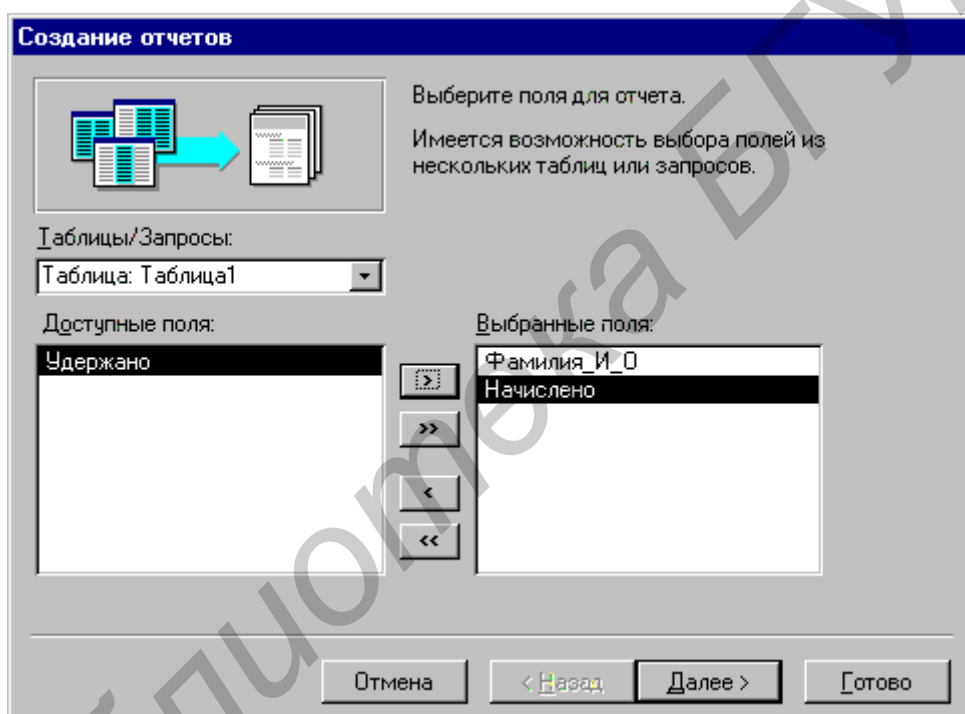 Создание отчетов
Выберите поля для отчета.
Имеется возможность выбора полей из
нескольких таблиц или запросов.
Таблицы/Запросы:
Таблица: Таблица1
Доступные поля:
Выбранные поля:
Удержано
Фамилия_И_О
Начислено
>
>>
<
<<
Отмена
< Назад
Далее >
Готово